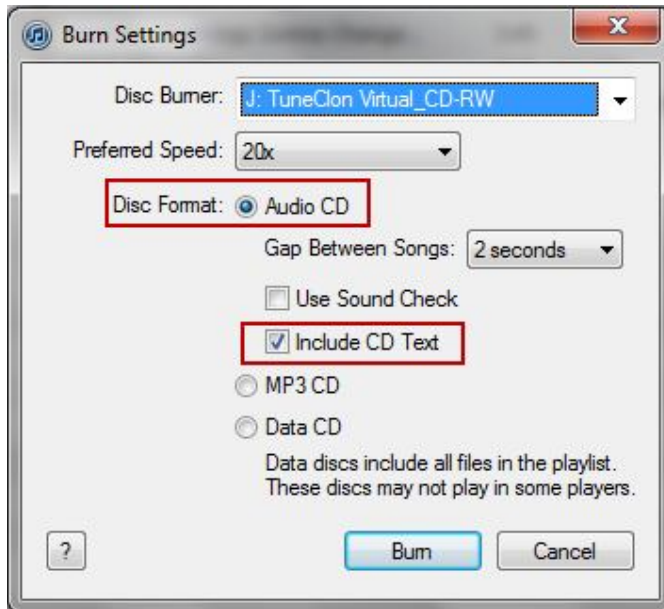 Burn Settings
Disc Burner: J: TuneClon Virtual_CD-RW
Preferred Speed: 20x
Disc Format: Audio CD
Gap Between Songs: 2 seconds
Use Sound Check
Include CD Text
MP3 CD
Data CD
Data discs include all files in the playlist.
These discs may not play in some players.
? Burn Cancel